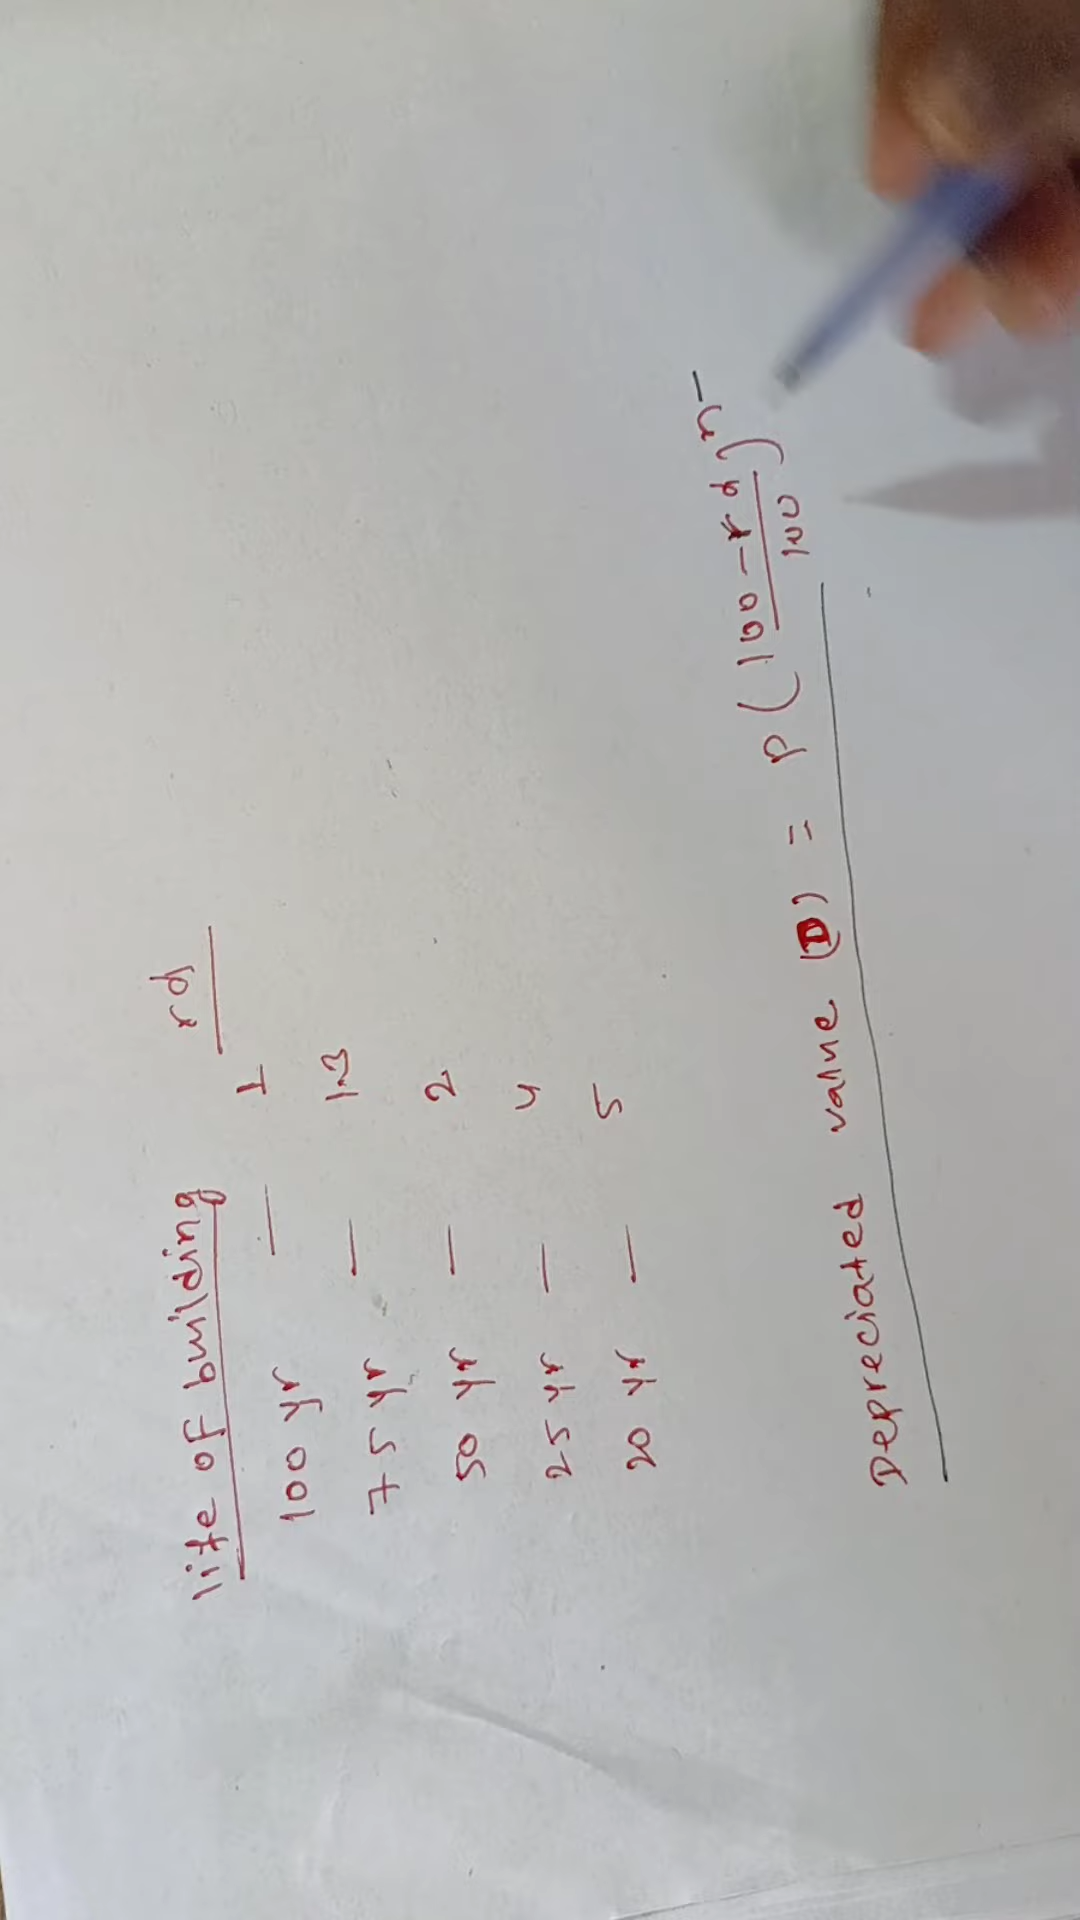 life of building rd
100 yr — 1
75 yr — 1.3
50 yr — 2
25 yr — 4
20 yr — 5
Depreciated value (D) = P (100 - rd / 100)n